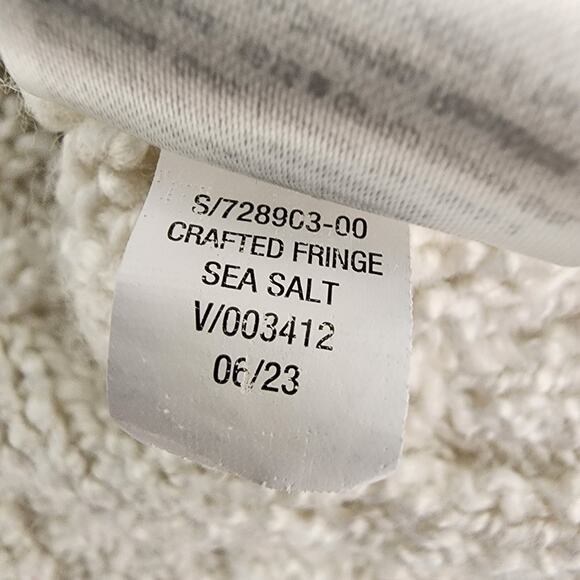 S/728903-00
CRAFTED FRINGE
SEA SALT
V/003412
06/23